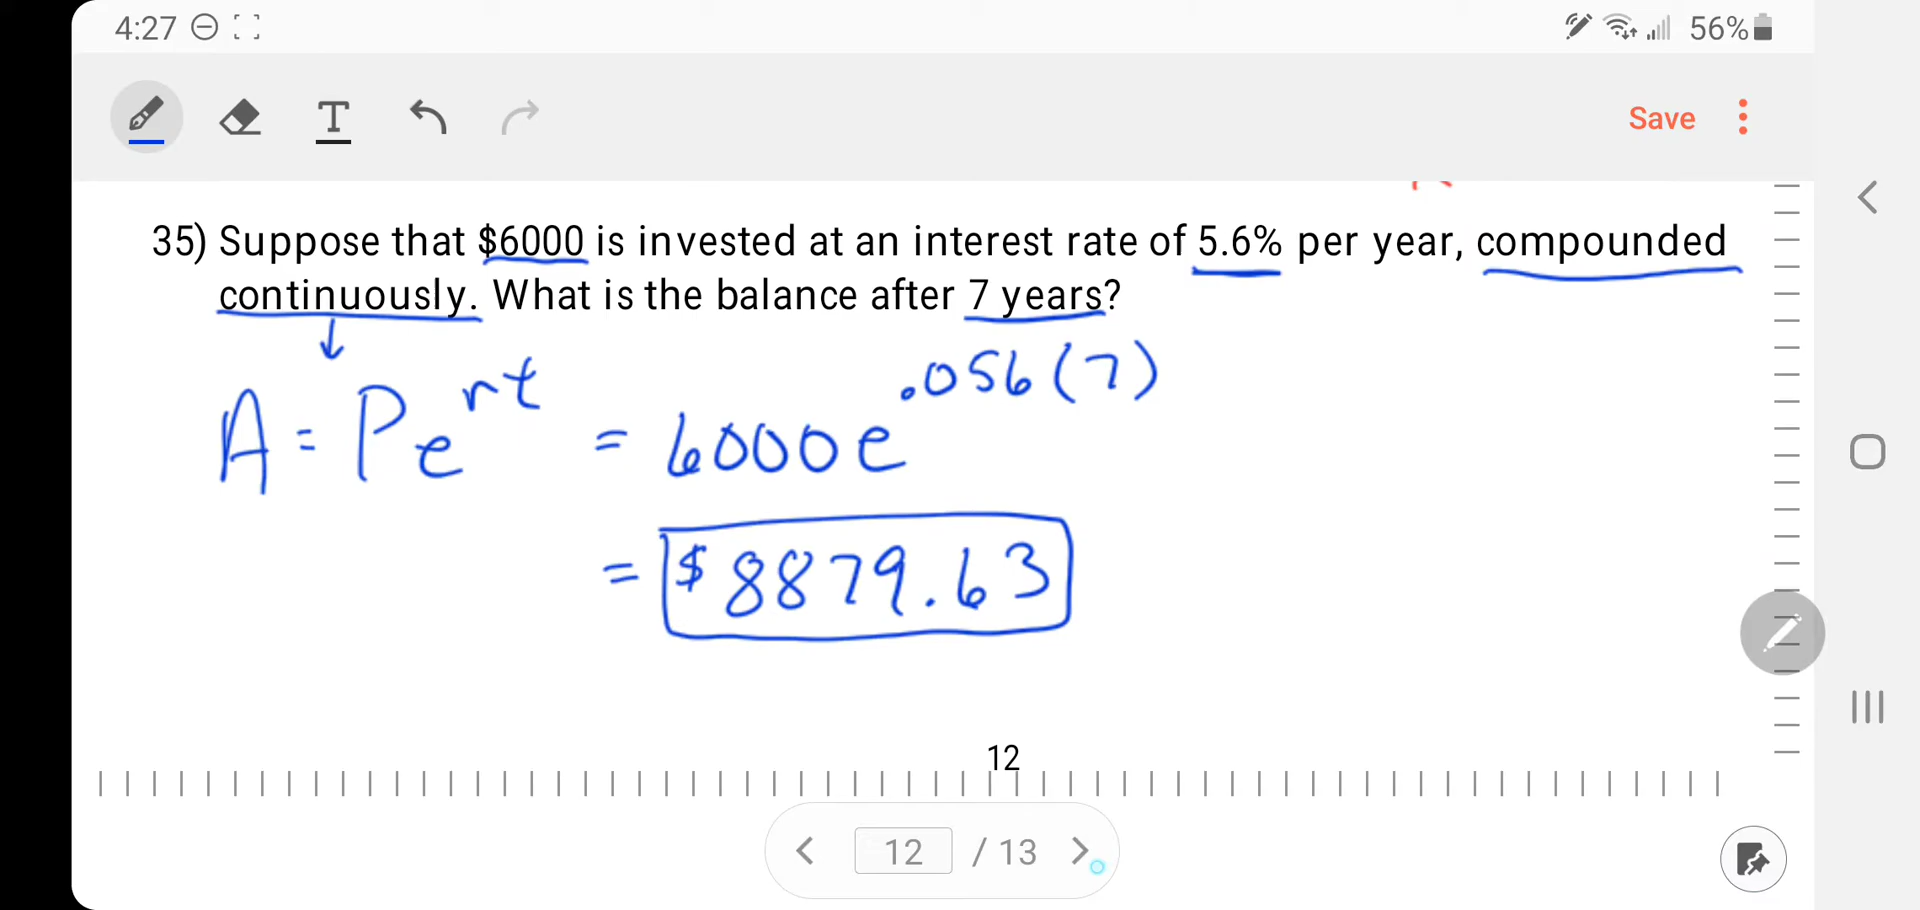 4:27 56%
T Save
35) Suppose that $6000 is invested at an interest rate of 5.6% per year, compounded
continuously. What is the balance after 7 years?
A = Pe^rt = 6000e^.056(7)
= $8879.63
12
12 / 13